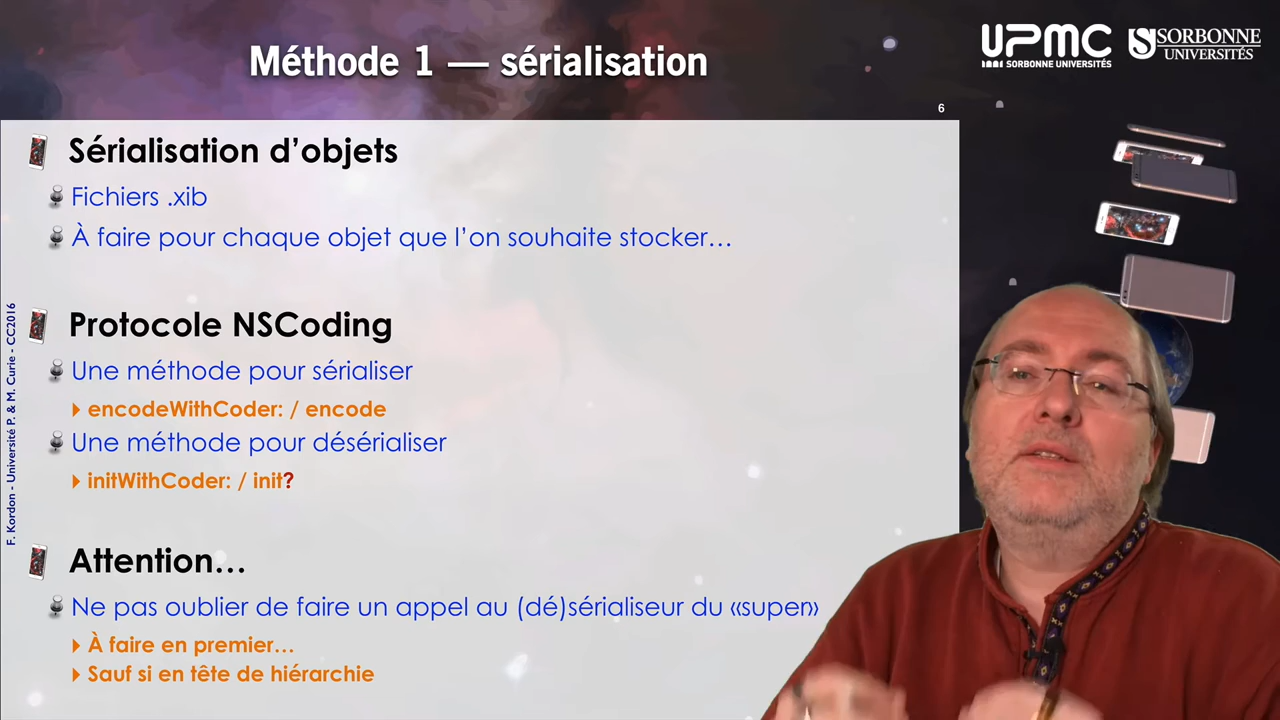 Méthode 1 — sérialisation
UPMC
SORBONNE UNIVERSITÉS
S SORBONNE
UNIVERSITÉS
6
Sérialisation d’objets
Fichiers .xib
À faire pour chaque objet que l’on souhaite stocker…
Protocole NSCoding
Une méthode pour sérialiser
encodeWithCoder: / encode
Une méthode pour désérialiser
initWithCoder: / init?
Attention…
Ne pas oublier de faire un appel au (dé)sérialiseur du «super»
À faire en premier…
Sauf si en tête de hiérarchie
F. Kordon - Université P. & M. Curie - CC2016